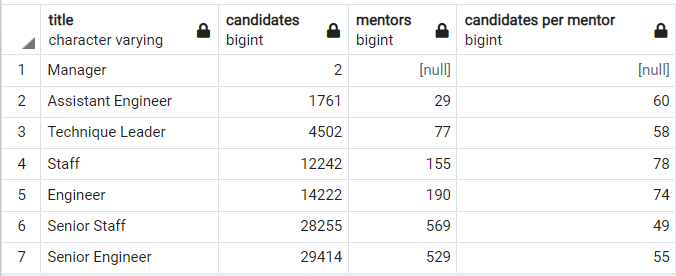 title candidates mentors candidates per mentor
character varying bigint bigint bigint
1 Manager 2 [null] [null]
2 Assistant Engineer 1761 29 60
3 Technique Leader 4502 77 58
4 Staff 12242 155 78
5 Engineer 14222 190 74
6 Senior Staff 28255 569 49
7 Senior Engineer 29414 529 55